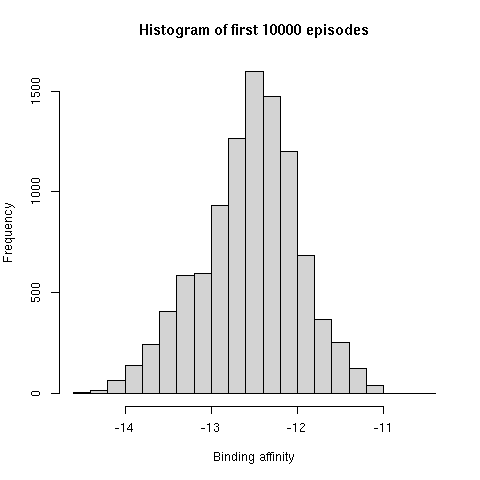 Histogram of first 10000 episodes
Frequency
1500
1000
500
0
-14 -13 -12 -11
Binding affinity